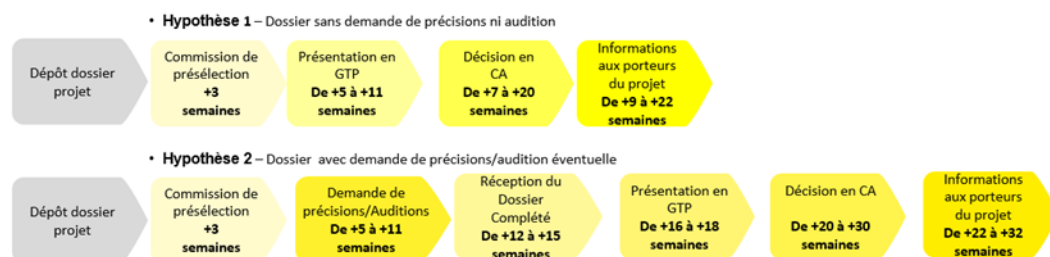 • Hypothèse 1 – Dossier sans demande de précisions ni audition
Dépôt dossier
projet
Commission de
présélection
+3
semaines
Présentation en
GTP
De +5 à +11
semaines
Décision en
CA
De +7 à +20
semaines
Informations
aux porteurs
du projet
De +9 à +22
semaines
• Hypothèse 2 – Dossier avec demande de précisions/audition éventuelle
Dépôt dossier
projet
Commission de
présélection
+3
semaines
Demande de
précisions/Auditions
De +5 à +11
semaines
Réception du
Dossier
Complété
De +12 à +15
semaines
Présentation en
GTP
De +16 à +18
semaines
Décision en CA
De +20 à +30
semaines
Informations
aux porteurs
du projet
De +22 à +32
semaines